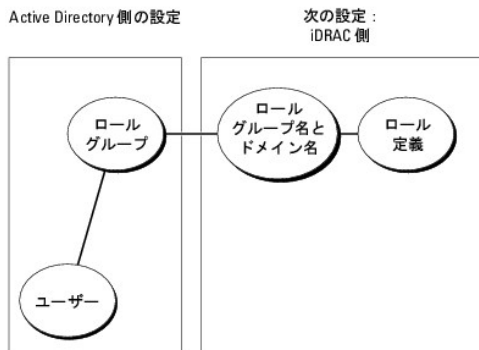 Active Directory 側の設定
次の設定：
iDRAC 側
ロール
グループ
ロール
グループ名と
ドメイン名
ロール
定義
ユーザー